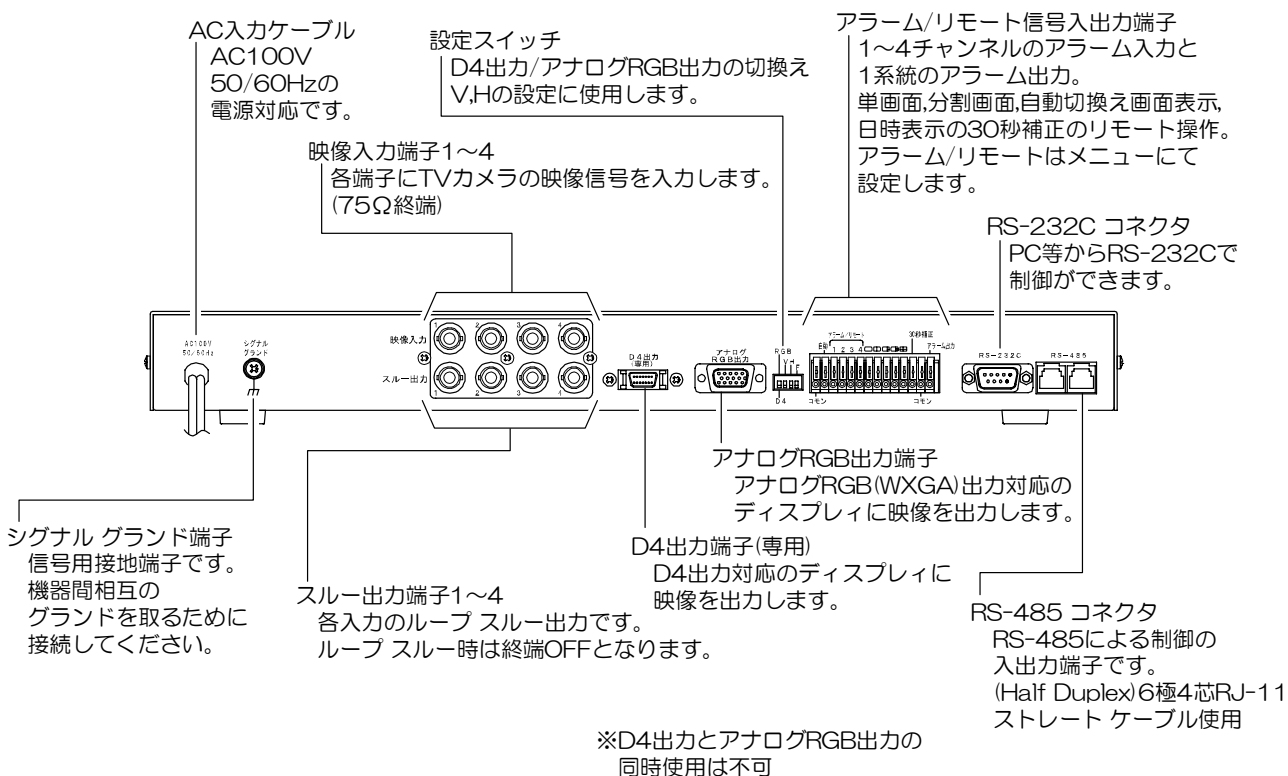 AC入力ケーブル
AC100V
50/60Hzの
電源対応です。
設定スイッチ
D4出力/アナログRGB出力の切換え
V,Hの設定に使用します。
アラーム/リモート信号入出力端子
1～4チャンネルのアラーム入力と
1系統のアラーム出力。
単画面,分割画面,自動切換え画面表示,
日時表示の30秒補正のリモート操作。
アラーム/リモートはメニューにて
設定します。
映像入力端子1～4
各端子にTVカメラの映像信号を入力します。
(75Ω終端)
RS-232C コネクタ
PC等からRS-232Cで
制御ができます。
AC100V
50/60Hz
シグナル
グランド
映像入力
1 2 3 4
スルー出力
1 2 3 4
D4出力
(専用)
アナログ
RGB出力
RGB
V H
D4
アラーム/リモート
自動 1 2 3 4
30秒補正
アラーム出力
コモン
コモン
RS-232C
RS-485
アナログRGB出力端子
アナログRGB(WXGA)出力対応の
ディスプレィに映像を出力します。
シグナル グランド端子
信号用接地端子です。
機器間相互の
グランドを取るために
接続してください。
スルー出力端子1～4
各入力のループ スルー出力です。
ループ スルー時は終端OFFとなります。
D4出力端子(専用)
D4出力対応のディスプレィに
映像を出力します。
RS-485 コネクタ
RS-485による制御の
入出力端子です。
(Half Duplex)6極4芯RJ-11
ストレート ケーブル使用
※D4出力とアナログRGB出力の
同時使用は不可